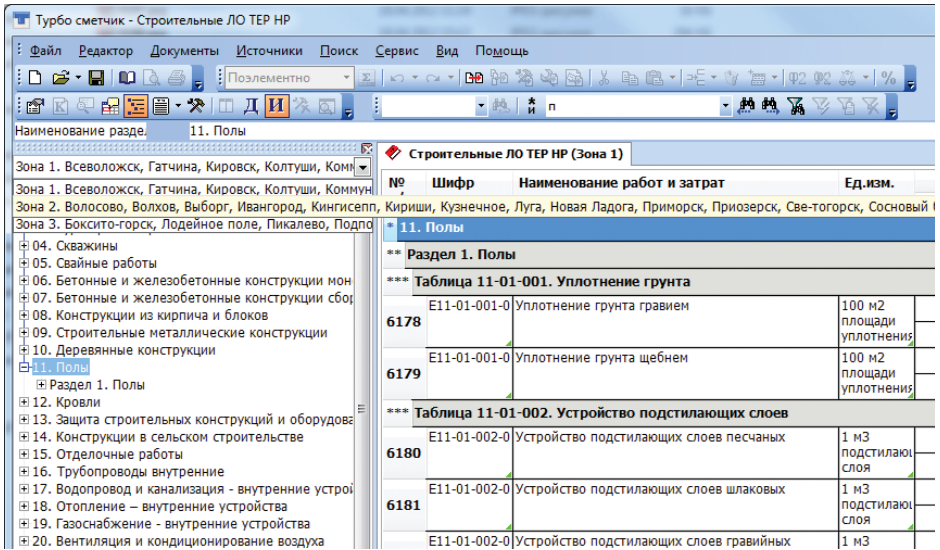 Турбо сметчик - Строительные ЛО ТЕР НР
Файл Редактор Документы Источники Поиск Сервис Вид Помощь
Поэлементно
%
Д И п
Наименование разде. 11. Полы
Зона 1. Всеволожск, Гатчина, Кировск, Колтуши, Комм
Зона 1. Всеволожск, Гатчина, Кировск, Колтуши, Коммун
Зона 2. Волосово, Волхов, Выборг, Ивангород, Кингисепп, Кириши, Кузнечное, Луга, Новая Ладога, Приморск, Приозерск, Све-тогорск, Сосновый
Зона 3. Боксито-горск, Лодейное поле, Пикалево, Подпо
04. Скважины
05. Свайные работы
06. Бетонные и железобетонные конструкции мон
07. Бетонные и железобетонные конструкции сбор
08. Конструкции из кирпича и блоков
09. Строительные металлические конструкции
10. Деревянные конструкции
11. Полы
Раздел 1. Полы
12. Кровли
13. Защита строительных конструкций и оборудова
14. Конструкции в сельском строительстве
15. Отделочные работы
16. Трубопроводы внутренние
17. Водопровод и канализация - внутренние устрой
18. Отопление – внутренние устройства
19. Газоснабжение - внутренние устройства
20. Вентиляция и кондиционирование воздуха
Строительные ЛО ТЕР НР (Зона 1)
№ Шифр Наименование работ и затрат Ед.изм.
* 11. Полы
** Раздел 1. Полы
*** Таблица 11-01-001. Уплотнение грунта
6178 Е11-01-001-0 Уплотнение грунта гравием 100 м2
площади
уплотнения
6179 Е11-01-001-0 Уплотнение грунта щебнем 100 м2
площади
уплотнения
*** Таблица 11-01-002. Устройство подстилающих слоев
6180 Е11-01-002-0 Устройство подстилающих слоев песчаных 1 м3
подстилающ
слоя
6181 Е11-01-002-0 Устройство подстилающих слоев шлаковых 1 м3
подстилающ
слоя
Е11-01-002-0 Устройство подстилающих слоев гравийных 1 м3